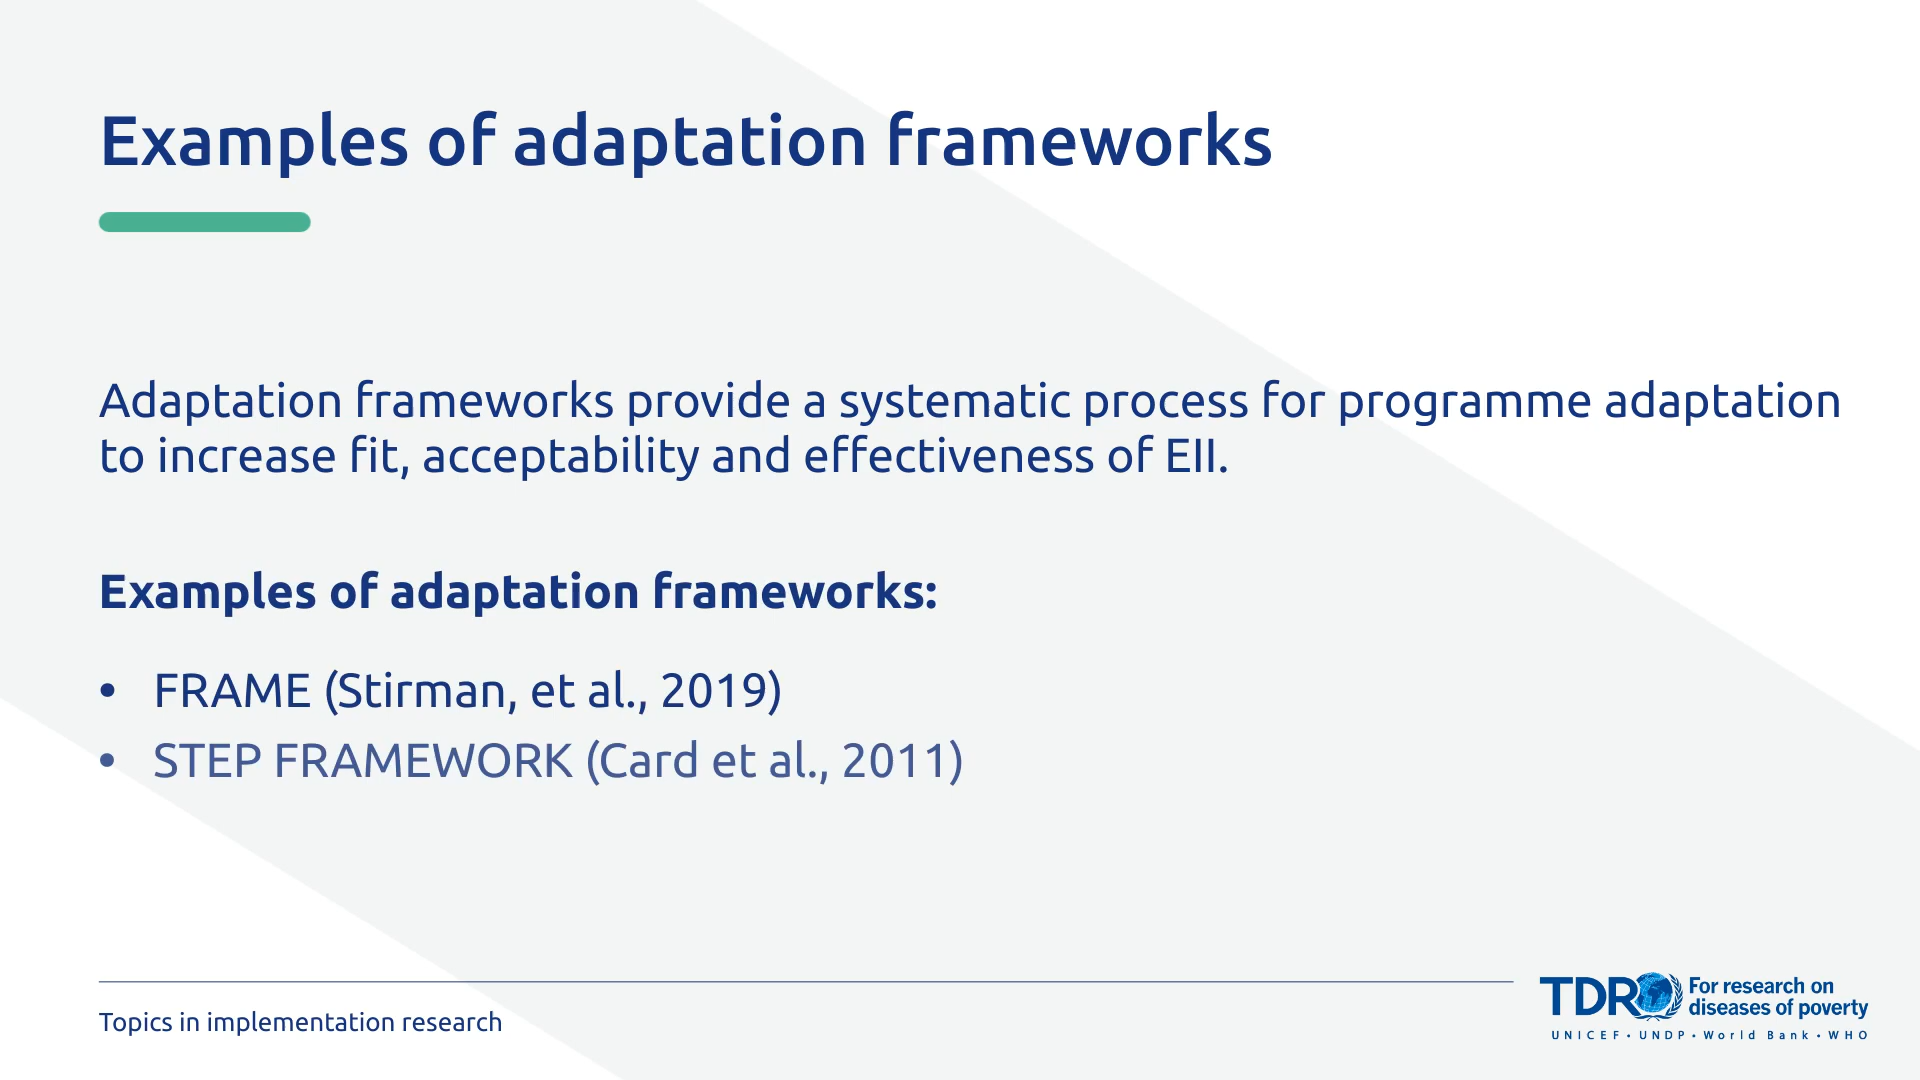 Examples of adaptation frameworks
Adaptation frameworks provide a systematic process for programme adaptation
to increase fit, acceptability and effectiveness of EII.
Examples of adaptation frameworks:
• FRAME (Stirman, et al., 2019)
• STEP FRAMEWORK (Card et al., 2011)
Topics in implementation research
TDR For research on
diseases of poverty
UNICEF • UNDP • World Bank • WHO